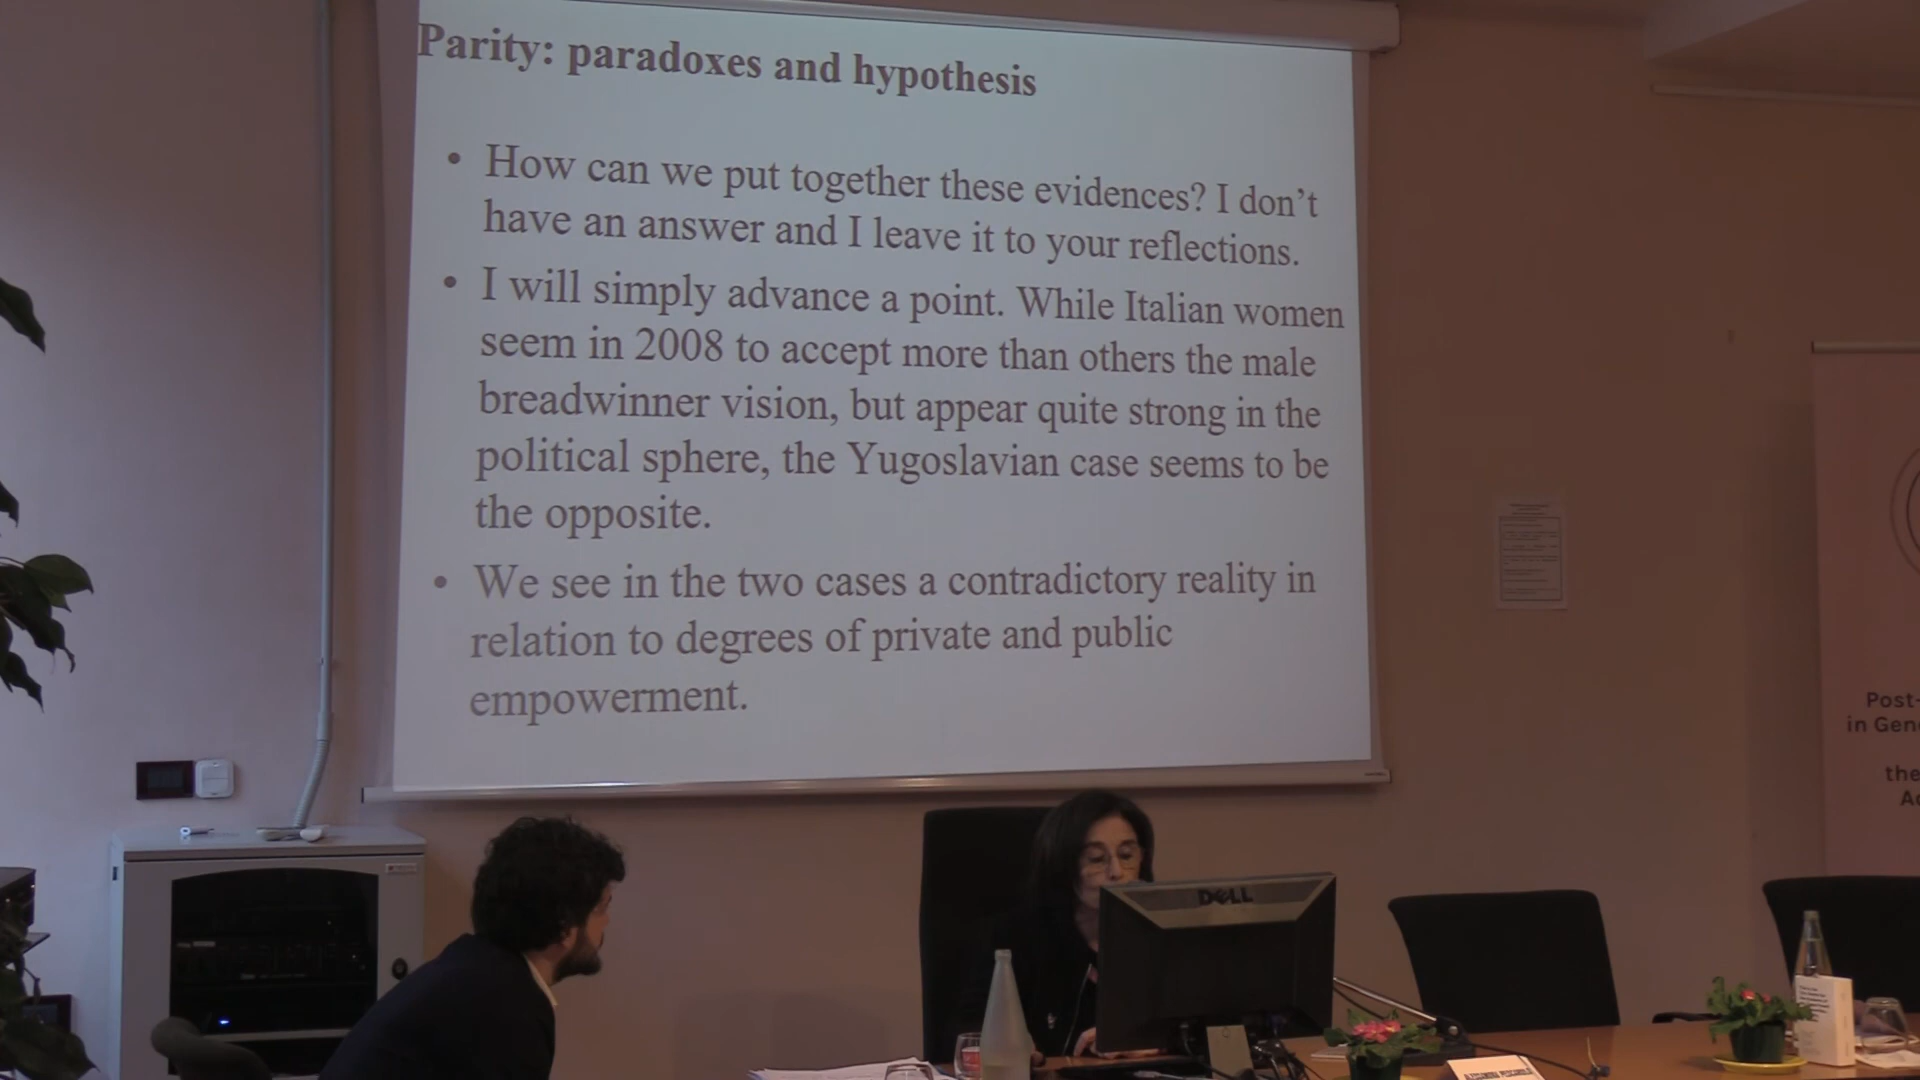 Parity: paradoxes and hypothesis
• How can we put together these evidences? I don't
have an answer and I leave it to your reflections.
• I will simply advance a point. While Italian women
seem in 2008 to accept more than others the male
breadwinner vision, but appear quite strong in the
political sphere, the Yugoslavian case seems to be
the opposite.
• We see in the two cases a contradictory reality in
relation to degrees of private and public
empowerment.
Post-
in Gen
the
DELL